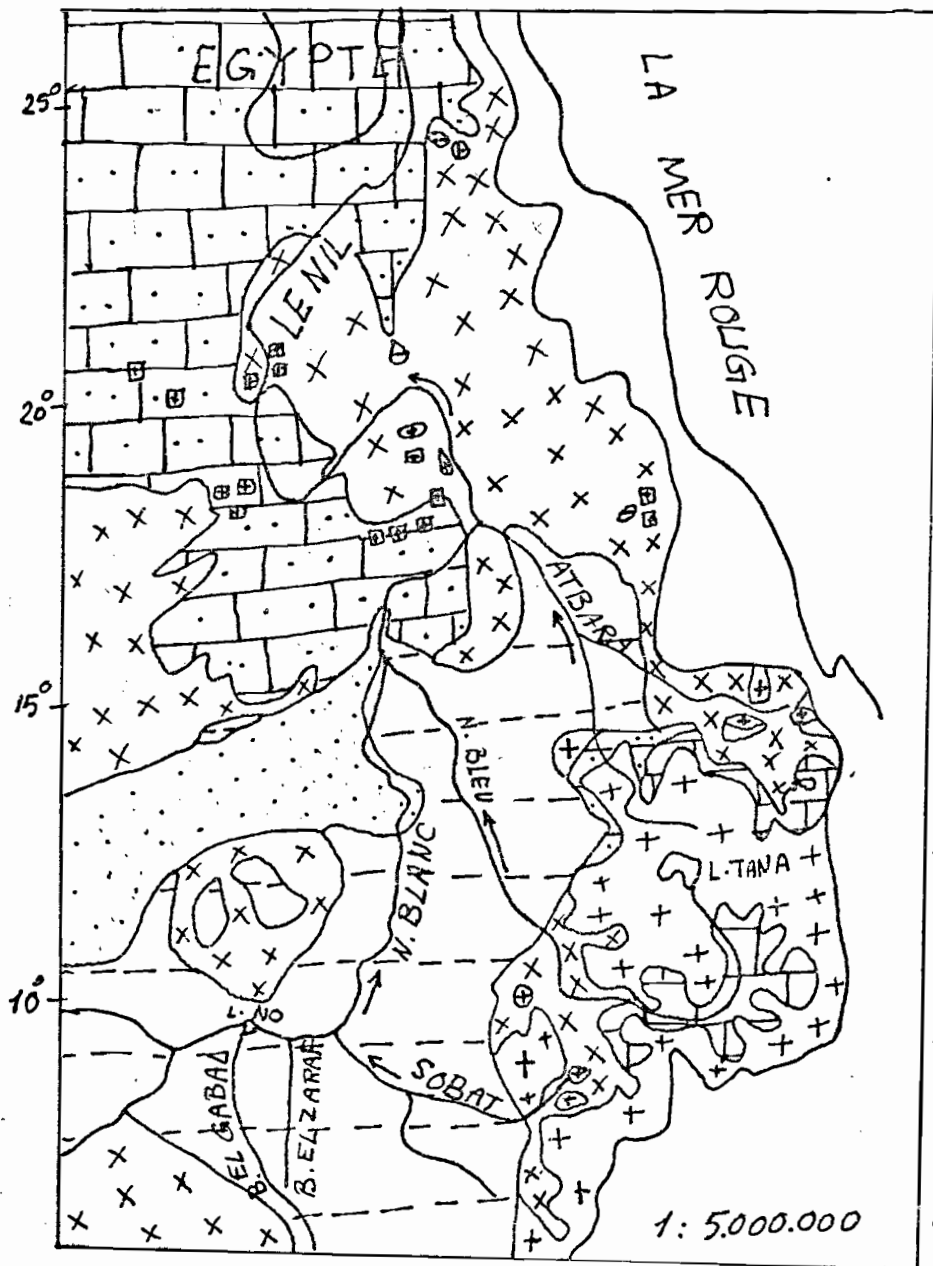 EGYPTE
25°
LA MER ROUGE
LE NIL
20°
ATBARA
15°
N. BLEU
L. TANA
N. BLANC
10°
L. NO
SOBAT
B. EL GABAL
B. EL ZARAF
1: 5.000.000